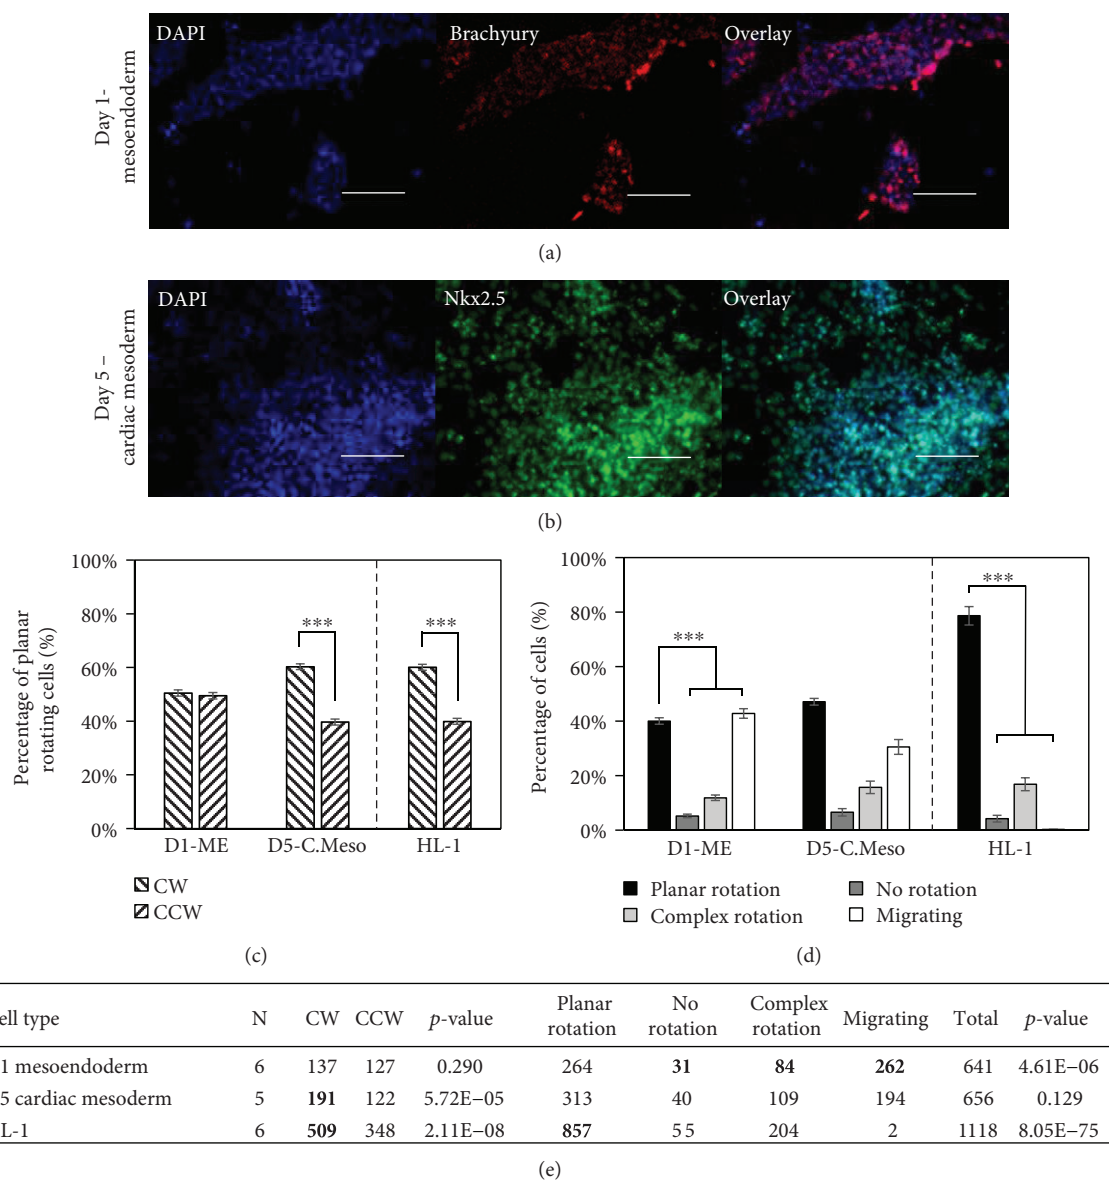 DAPI
Brachyury
Overlay
Day 1-
mesoendoderm
(a)
DAPI
Nkx2.5
Overlay
Day 5 –
cardiac mesoderm
(b)
Percentage of planar
rotating cells (%)
100%
80%
60%
40%
20%
0%
***
***
D1-ME D5-C.Meso HL-1
CW
CCW
(c)
Percentage of cells (%)
100%
80%
60%
40%
20%
0%
***
***
D1-ME D5-C.Meso HL-1
Planar rotation No rotation
Complex rotation Migrating
(d)
ell type N CW CCW p-value Planar rotation No rotation Complex rotation Migrating Total p-value
1 mesoendoderm 6 137 127 0.290 264 31 84 262 641 4.61E−06
5 cardiac mesoderm 5 191 122 5.72E−05 313 40 109 194 656 0.129
L-1 6 509 348 2.11E−08 857 55 204 2 1118 8.05E−75
(e)